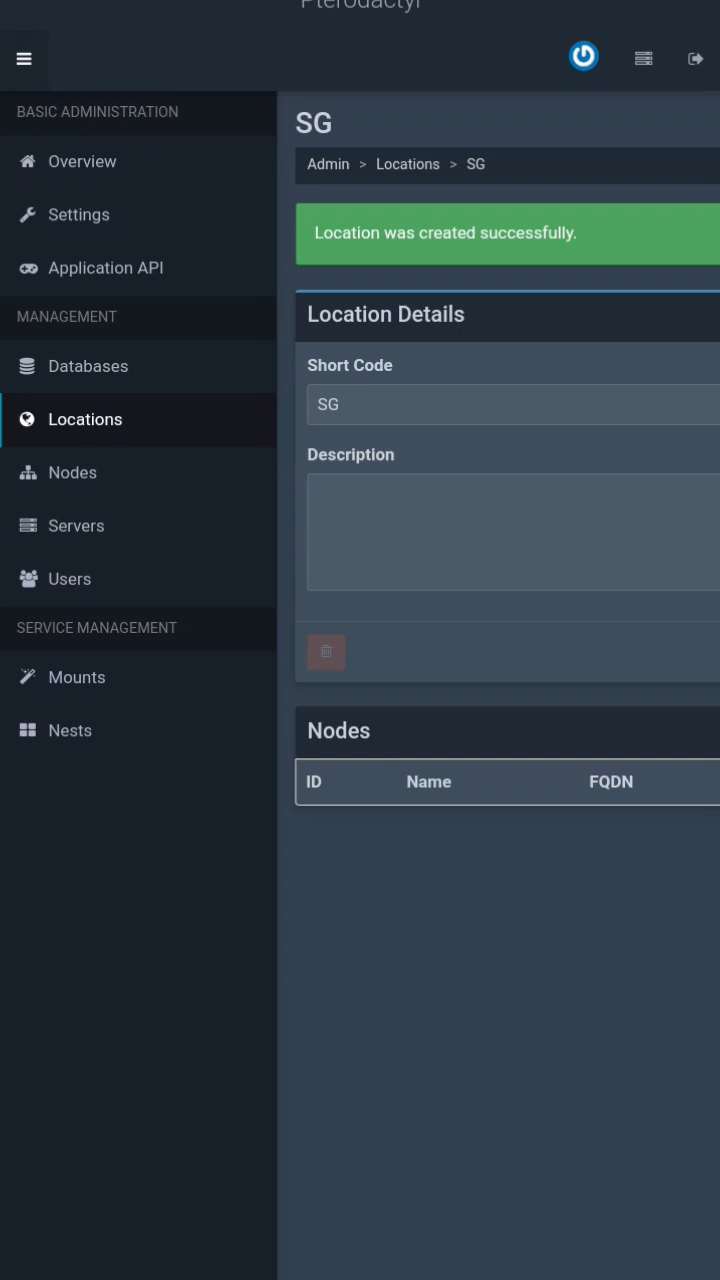 Pterodactyl
BASIC ADMINISTRATION
Overview
Settings
Application API
MANAGEMENT
Databases
Locations
Nodes
Servers
Users
SERVICE MANAGEMENT
Mounts
Nests
SG
Admin > Locations > SG
Location was created successfully.
Location Details
Short Code
SG
Description
Nodes
ID Name FQDN